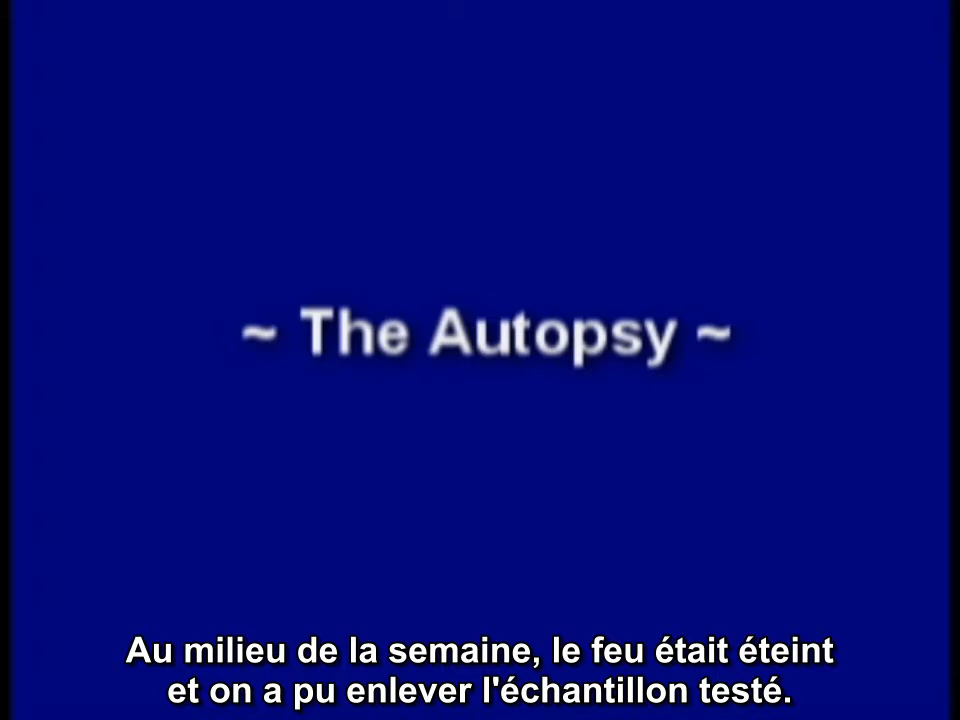 ~ The Autopsy ~
Au milieu de la semaine, le feu était éteint
et on a pu enlever l'échantillon testé.